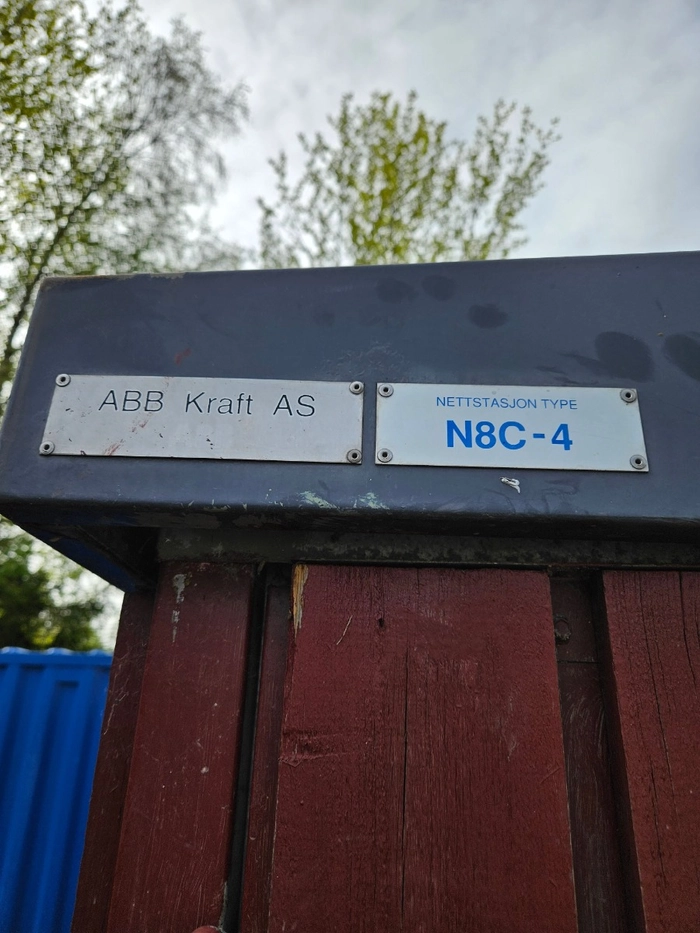 ABB Kraft AS
NETTSTASJON TYPE
N8C-4